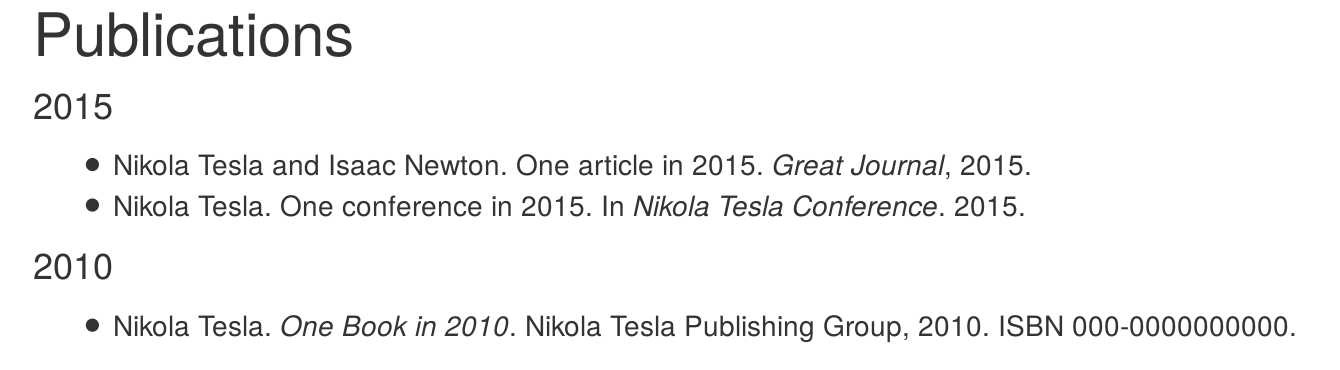 Publications
2015
• Nikola Tesla and Isaac Newton. One article in 2015. Great Journal, 2015.
• Nikola Tesla. One conference in 2015. In Nikola Tesla Conference. 2015.
2010
• Nikola Tesla. One Book in 2010. Nikola Tesla Publishing Group, 2010. ISBN 000-0000000000.